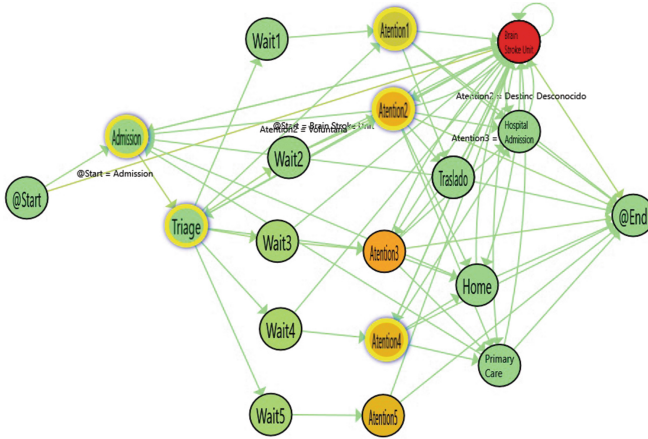 Wait1
Atention1
Brain
Stroke Unit
Atention2 = Destino Desconocido
Admission
Atention2
@Start = Brain Stroke Unit
Atention2 = Voluntaria
Hospital
Admission
Atention3 =
Wait2
@Start = Admission
Traslado
@Start
@End
Triage
Wait3
Atention3
Home
Wait4
Atention4
Primary
Care
Wait5
Atention5